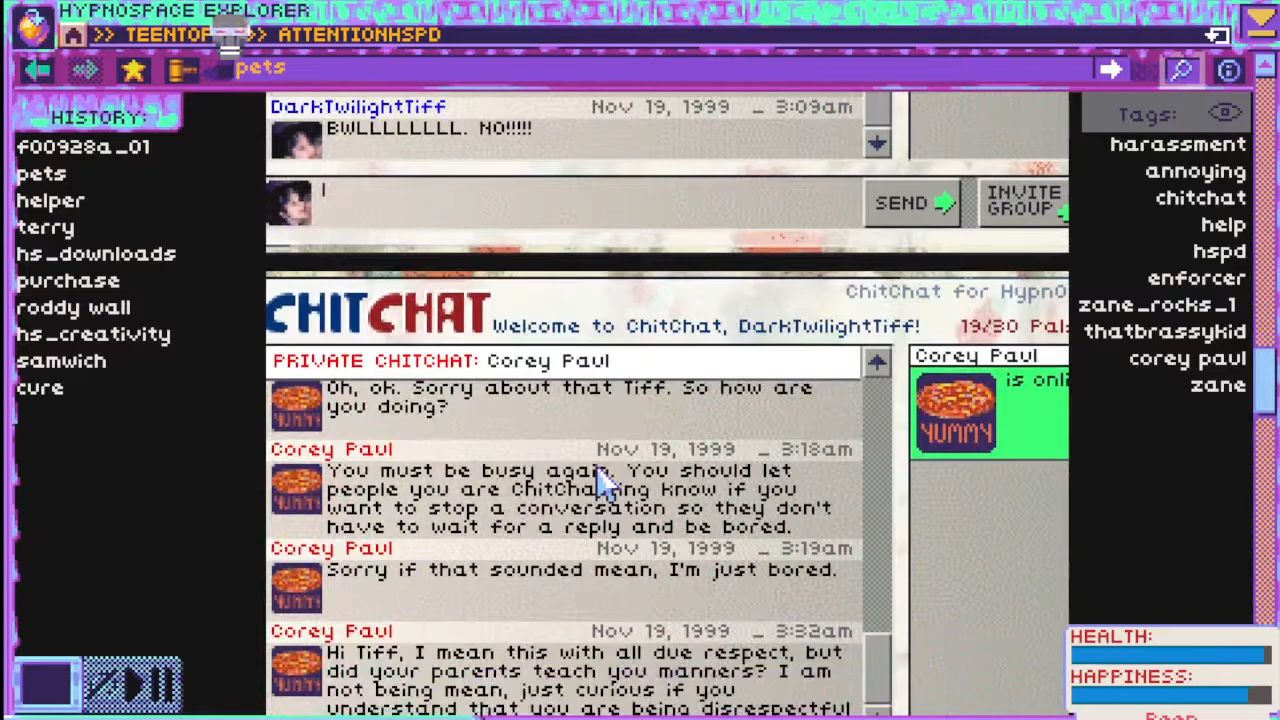 HYPNOSPACE EXPLORER
>> TEENTOP >> ATTENTIONHSPD
pets
HISTORY:
f00928a_01
pets
helper
terry
hs_downloads
purchase
roddy wall
hs_creativity
samwich
cure
DarkTwilightTiff Nov 19, 1999 _ 3:09am
BWLLLLLLLL. NO!!!!!
SEND
INVITE
GROUP
CHITCHAT
ChitChat for HypnO
Welcome to ChitChat, DarkTwilightTiff! 19/30 Pals
PRIVATE CHITCHAT: Corey Paul
Oh, ok. Sorry about that Tiff. So how are
you doing?
Corey Paul Nov 19, 1999 _ 3:18am
You must be busy again. You should let
people you are ChitChatting know if you
want to stop a conversation so they don't
have to wait for a reply and be bored.
Corey Paul Nov 19, 1999 _ 3:19am
Sorry if that sounded mean, I'm just bored.
Corey Paul Nov 19, 1999 _ 3:32am
Hi Tiff, I mean this with all due respect, but
did your parents teach you manners? I am
not being mean, just curious if you
understand that you are being disrespectful
YUMMY
YUMMY
YUMMY
YUMMY
Corey Paul
is onli
YUMMY
Tags:
harassment
annoying
chitchat
help
hspd
enforcer
zane_rocks_1
thatbrassykid
corey paul
zane
HEALTH:
HAPPINESS: